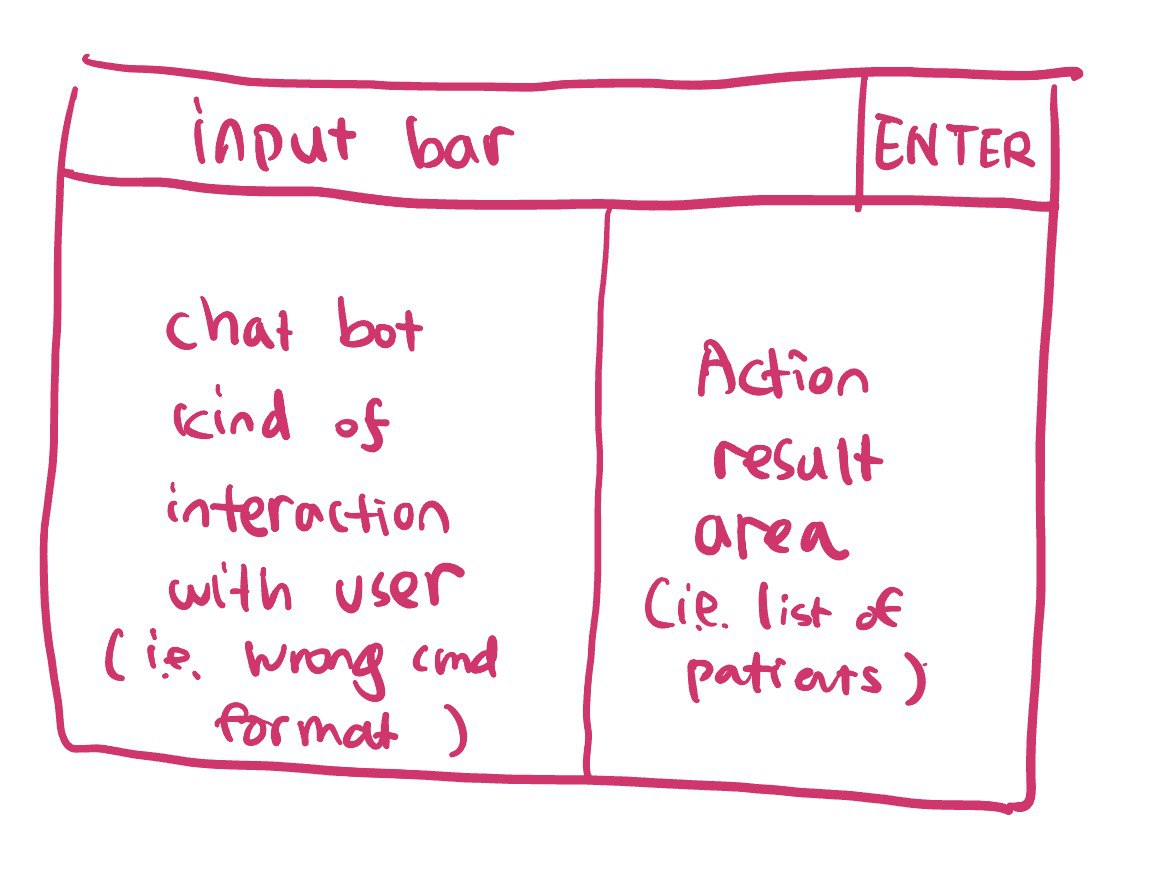 input bar
ENTER
chat bot
kind of
interaction
with user
(i.e. wrong cmd
format)
Action
result
area
(i.e. list of
patients)